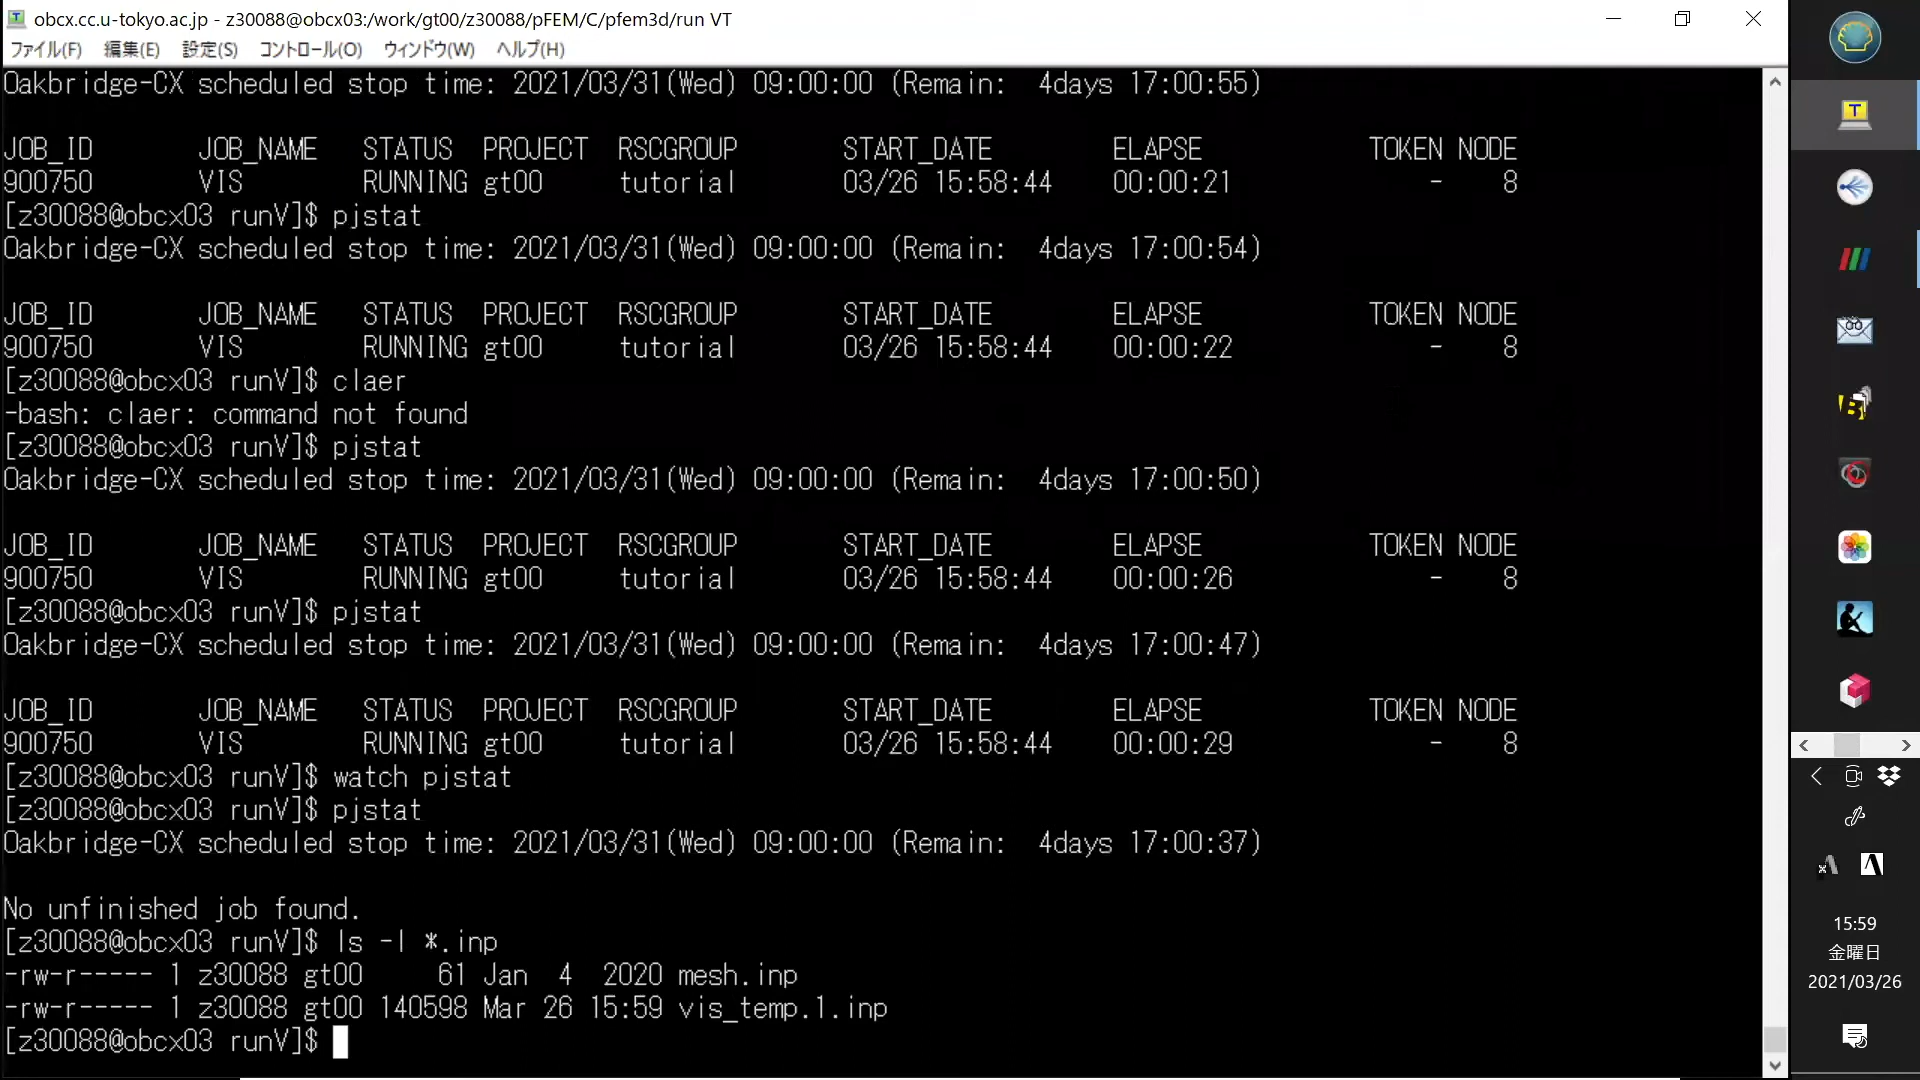 obcx.cc.u-tokyo.ac.jp - z30088@obcx03:/work/gt00/z30088/pFEM/C/pfem3d/run VT
ファイル(F) 編集(E) 設定(S) コントロール(O) ウィンドウ(W) ヘルプ(H)
Oakbridge-CX scheduled stop time: 2021/03/31(Wed) 09:00:00 (Remain: 4days 17:00:55)
JOB_ID JOB_NAME STATUS PROJECT RSCGROUP START_DATE ELAPSE TOKEN NODE
900750 VIS RUNNING gt00 tutorial 03/26 15:58:44 00:00:21 - 8
[z30088@obcx03 runV]$ pjstat
Oakbridge-CX scheduled stop time: 2021/03/31(Wed) 09:00:00 (Remain: 4days 17:00:54)
JOB_ID JOB_NAME STATUS PROJECT RSCGROUP START_DATE ELAPSE TOKEN NODE
900750 VIS RUNNING gt00 tutorial 03/26 15:58:44 00:00:22 - 8
[z30088@obcx03 runV]$ claer
-bash: claer: command not found
[z30088@obcx03 runV]$ pjstat
Oakbridge-CX scheduled stop time: 2021/03/31(Wed) 09:00:00 (Remain: 4days 17:00:50)
JOB_ID JOB_NAME STATUS PROJECT RSCGROUP START_DATE ELAPSE TOKEN NODE
900750 VIS RUNNING gt00 tutorial 03/26 15:58:44 00:00:26 - 8
[z30088@obcx03 runV]$ pjstat
Oakbridge-CX scheduled stop time: 2021/03/31(Wed) 09:00:00 (Remain: 4days 17:00:47)
JOB_ID JOB_NAME STATUS PROJECT RSCGROUP START_DATE ELAPSE TOKEN NODE
900750 VIS RUNNING gt00 tutorial 03/26 15:58:44 00:00:29 - 8
[z30088@obcx03 runV]$ watch pjstat
[z30088@obcx03 runV]$ pjstat
Oakbridge-CX scheduled stop time: 2021/03/31(Wed) 09:00:00 (Remain: 4days 17:00:37)
No unfinished job found.
[z30088@obcx03 runV]$ ls -l *.inp
-rw-r----- 1 z30088 gt00 61 Jan 4 2020 mesh.inp
-rw-r----- 1 z30088 gt00 140598 Mar 26 15:59 vis_temp.1.inp
[z30088@obcx03 runV]$
15:59
金曜日
2021/03/26